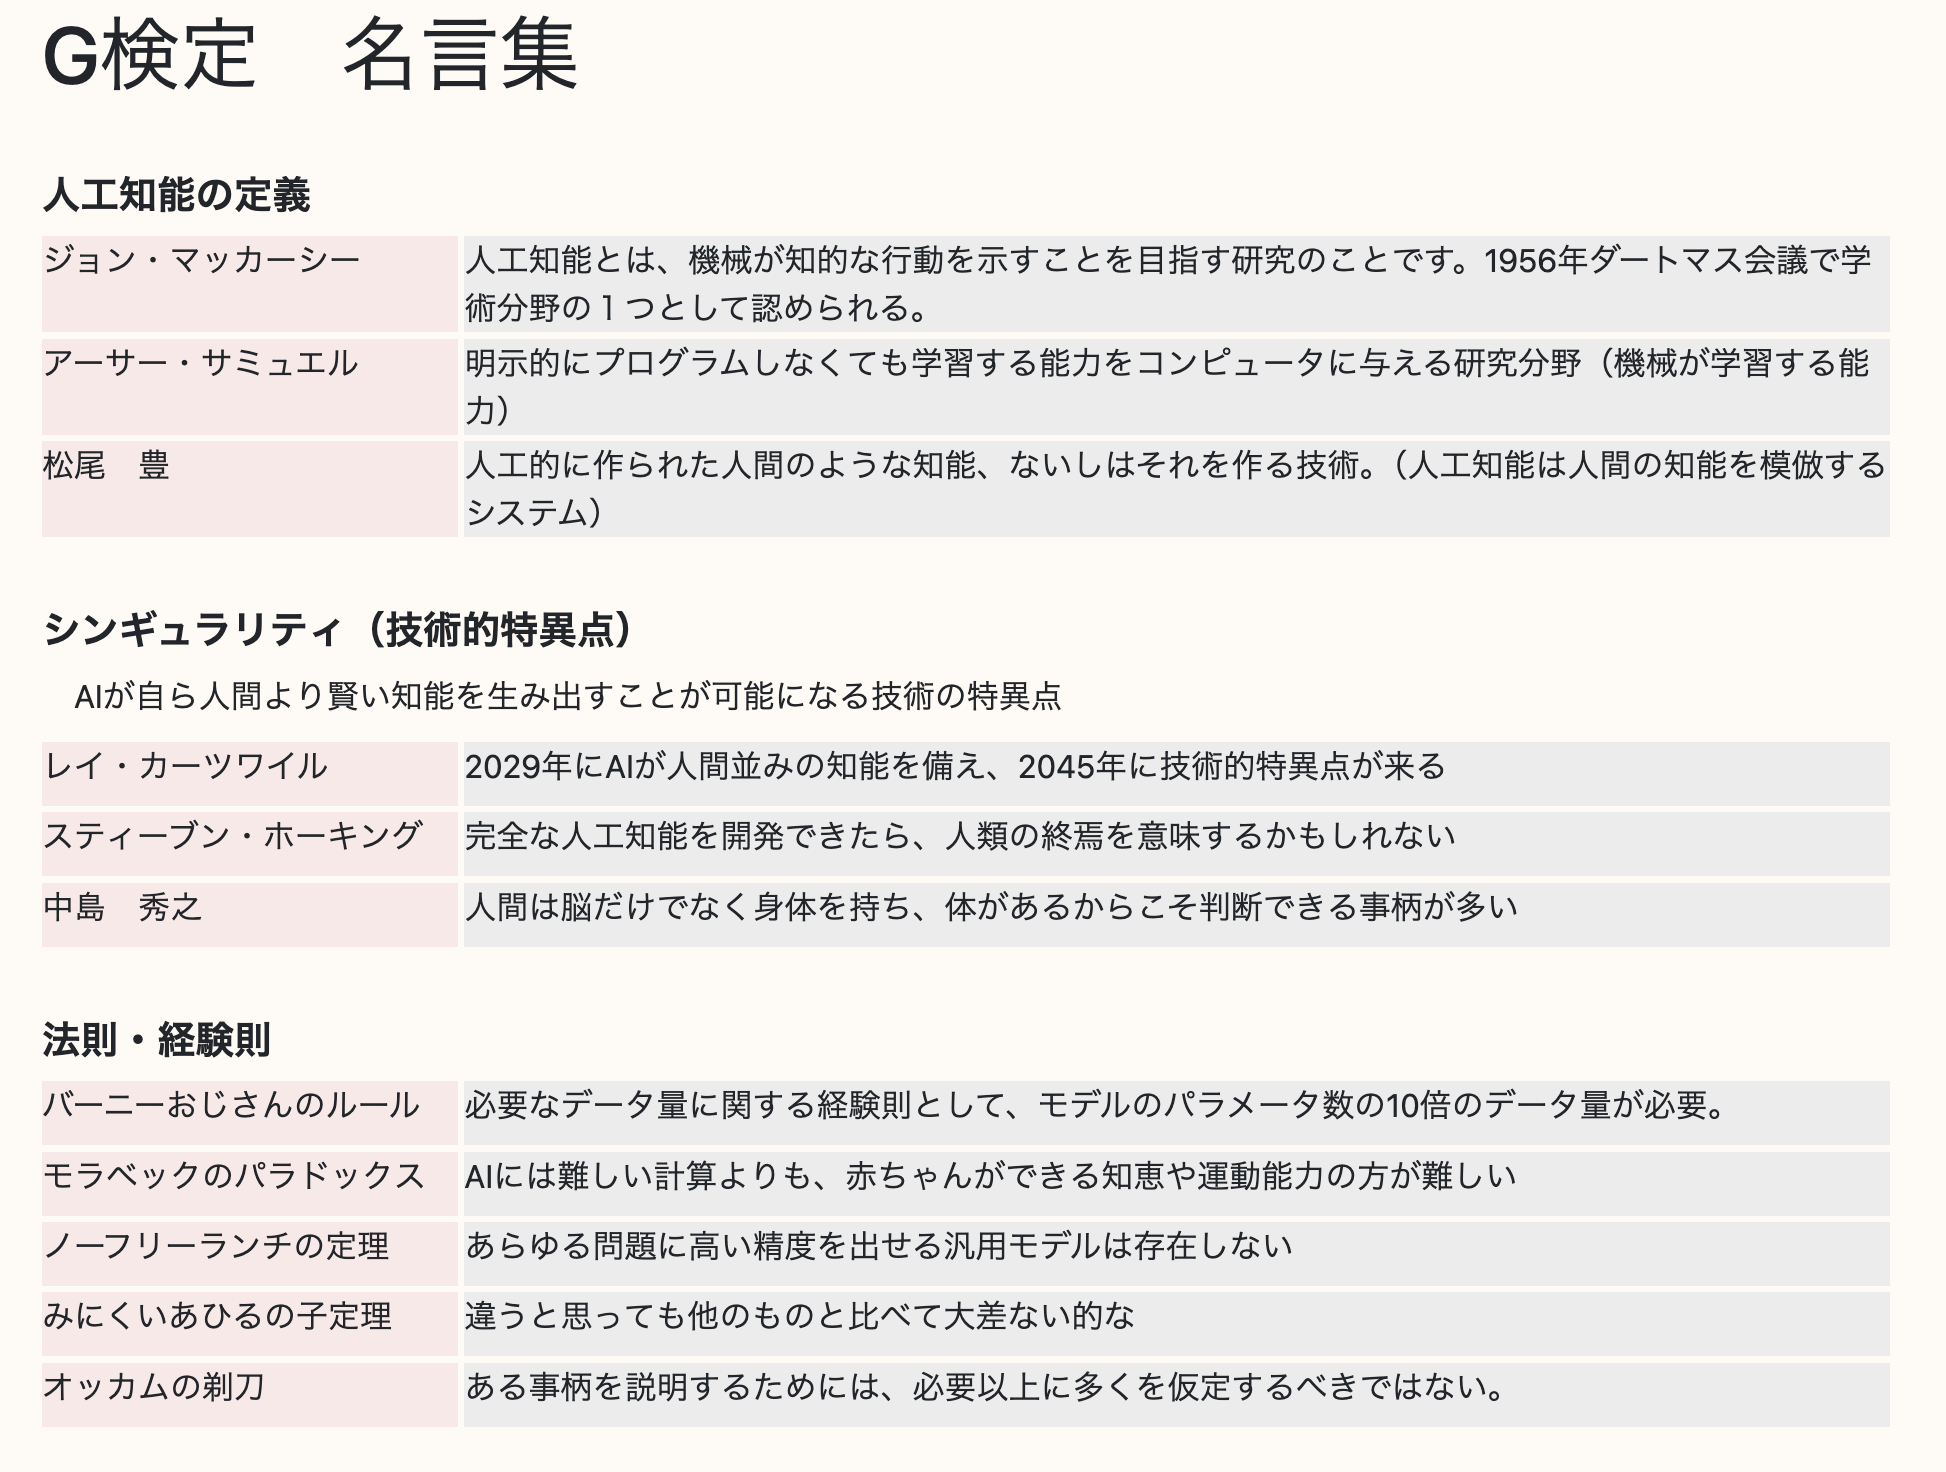 G検定　名言集
人工知能の定義
ジョン・マッカーシー
人工知能とは、機械が知的な行動を示すことを目指す研究のことです。1956年ダートマス会議で学
術分野の１つとして認められる。
アーサー・サミュエル
明示的にプログラムしなくても学習する能力をコンピュータに与える研究分野（機械が学習する能
力）
松尾　豊
人工的に作られた人間のような知能、ないしはそれを作る技術。（人工知能は人間の知能を模倣する
システム）
シンギュラリティ（技術的特異点）
AIが自ら人間より賢い知能を生み出すことが可能になる技術の特異点
レイ・カーツワイル
2029年にAIが人間並みの知能を備え、2045年に技術的特異点が来る
スティーブン・ホーキング
完全な人工知能を開発できたら、人類の終焉を意味するかもしれない
中島　秀之
人間は脳だけでなく身体を持ち、体があるからこそ判断できる事柄が多い
法則・経験則
バーニーおじさんのルール
必要なデータ量に関する経験則として、モデルのパラメータ数の10倍のデータ量が必要。
モラベックのパラドックス
AIには難しい計算よりも、赤ちゃんができる知恵や運動能力の方が難しい
ノーフリーランチの定理
あらゆる問題に高い精度を出せる汎用モデルは存在しない
みにくいあひるの子定理
違うと思っても他のものと比べて大差ない的な
オッカムの剃刀
ある事柄を説明するためには、必要以上に多くを仮定するべきではない。